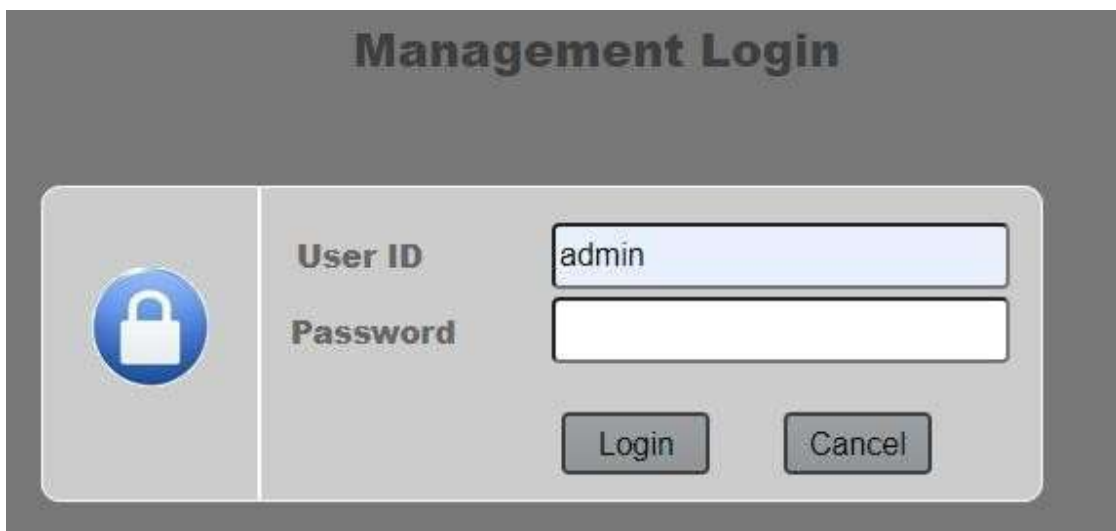 Management Login
User ID
admin
Password
Login
Cancel